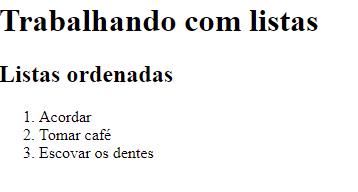 Trabalhando com listas
Listas ordenadas
1. Acordar
2. Tomar café
3. Escovar os dentes